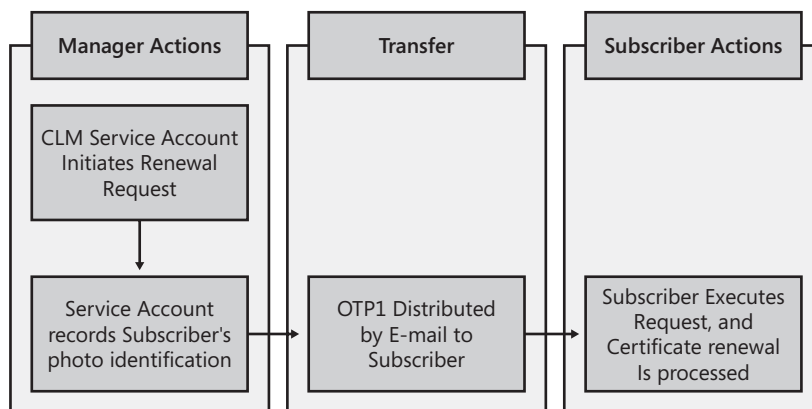 Manager Actions
Transfer
Subscriber Actions
CLM Service Account
Initiates Renewal
Request
Service Account
records Subscriber's
photo identification
OTP1 Distributed
by E-mail to
Subscriber
Subscriber Executes
Request, and
Certificate renewal
Is processed